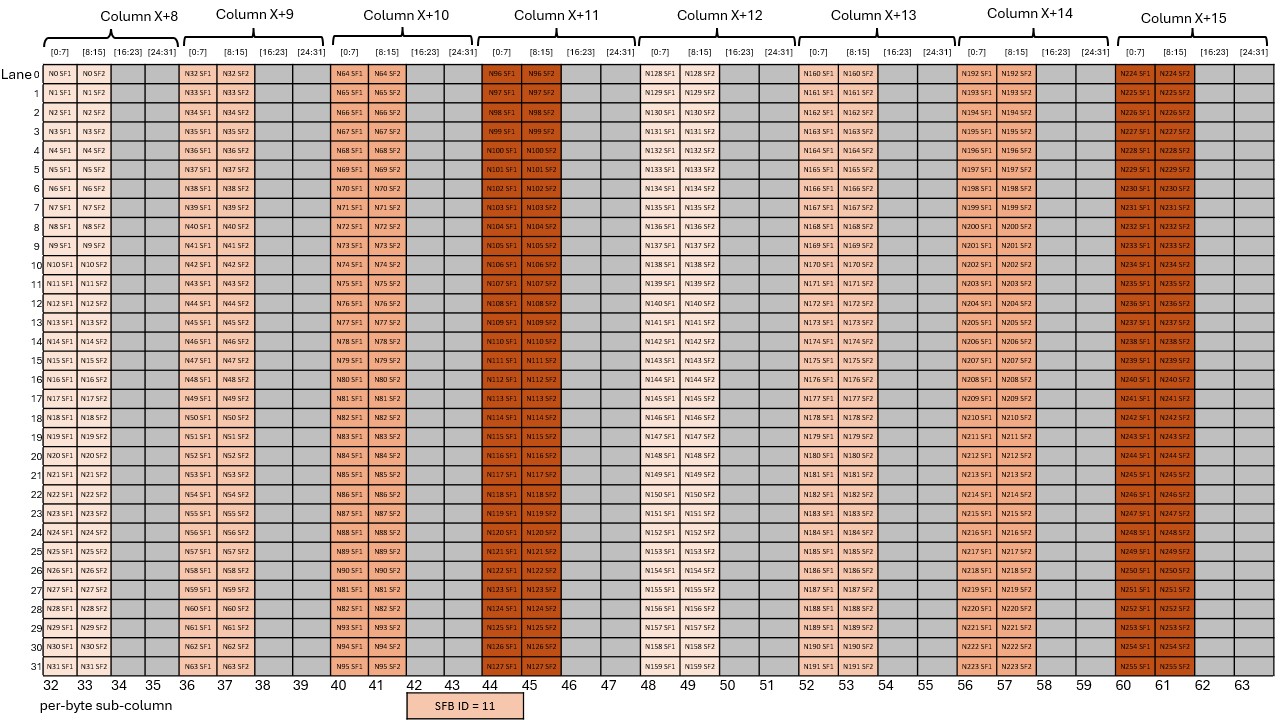 Column X+8 Column X+9 Column X+10 Column X+11 Column X+12 Column X+13 Column X+14 Column X+15
[0:7] [8:15] [16:23] [24:31] [0:7] [8:15] [16:23] [24:31] [0:7] [8:15] [16:23] [24:31] [0:7] [8:15] [16:23] [24:31] [0:7] [8:15] [16:23] [24:31] [0:7] [8:15] [16:23] [24:31] [0:7] [8:15] [16:23] [24:31] [0:7] [8:15] [16:23] [24:31]
Lane 0 N0 SF1 N0 SF2 N32 SF1 N32 SF2 N64 SF1 N64 SF2 N96 SF1 N96 SF2 N128 SF1 N128 SF2 N160 SF1 N160 SF2 N192 SF1 N192 SF2 N224 SF1 N224 SF2
1 N1 SF1 N1 SF2 N33 SF1 N33 SF2 N65 SF1 N65 SF2 N97 SF1 N97 SF2 N129 SF1 N129 SF2 N161 SF1 N161 SF2 N193 SF1 N193 SF2 N225 SF1 N225 SF2
2 N2 SF1 N2 SF2 N34 SF1 N34 SF2 N66 SF1 N66 SF2 N98 SF1 N98 SF2 N130 SF1 N130 SF2 N162 SF1 N162 SF2 N194 SF1 N194 SF2 N226 SF1 N226 SF2
3 N3 SF1 N3 SF2 N35 SF1 N35 SF2 N67 SF1 N67 SF2 N99 SF1 N99 SF2 N131 SF1 N131 SF2 N163 SF1 N163 SF2 N195 SF1 N195 SF2 N227 SF1 N227 SF2
4 N4 SF1 N4 SF2 N36 SF1 N36 SF2 N68 SF1 N68 SF2 N100 SF1 N100 SF2 N132 SF1 N132 SF2 N164 SF1 N164 SF2 N196 SF1 N196 SF2 N228 SF1 N228 SF2
5 N5 SF1 N5 SF2 N37 SF1 N37 SF2 N69 SF1 N69 SF2 N101 SF1 N101 SF2 N133 SF1 N133 SF2 N165 SF1 N165 SF2 N197 SF1 N197 SF2 N229 SF1 N229 SF2
6 N6 SF1 N6 SF2 N38 SF1 N38 SF2 N70 SF1 N70 SF2 N102 SF1 N102 SF2 N134 SF1 N134 SF2 N166 SF1 N166 SF2 N198 SF1 N198 SF2 N230 SF1 N230 SF2
7 N7 SF1 N7 SF2 N39 SF1 N39 SF2 N71 SF1 N71 SF2 N103 SF1 N103 SF2 N135 SF1 N135 SF2 N167 SF1 N167 SF2 N199 SF1 N199 SF2 N231 SF1 N231 SF2
8 N8 SF1 N8 SF2 N40 SF1 N40 SF2 N72 SF1 N72 SF2 N104 SF1 N104 SF2 N136 SF1 N136 SF2 N168 SF1 N168 SF2 N200 SF1 N200 SF2 N232 SF1 N232 SF2
9 N9 SF1 N9 SF2 N41 SF1 N41 SF2 N73 SF1 N73 SF2 N105 SF1 N105 SF2 N137 SF1 N137 SF2 N169 SF1 N169 SF2 N201 SF1 N201 SF2 N233 SF1 N233 SF2
10 N10 SF1 N10 SF2 N42 SF1 N42 SF2 N74 SF1 N74 SF2 N106 SF1 N106 SF2 N138 SF1 N138 SF2 N170 SF1 N170 SF2 N202 SF1 N202 SF2 N234 SF1 N234 SF2
11 N11 SF1 N11 SF2 N43 SF1 N43 SF2 N75 SF1 N75 SF2 N107 SF1 N107 SF2 N139 SF1 N139 SF2 N171 SF1 N171 SF2 N203 SF1 N203 SF2 N235 SF1 N235 SF2
12 N12 SF1 N12 SF2 N44 SF1 N44 SF2 N76 SF1 N76 SF2 N108 SF1 N108 SF2 N140 SF1 N140 SF2 N172 SF1 N172 SF2 N204 SF1 N204 SF2 N236 SF1 N236 SF2
13 N13 SF1 N13 SF2 N45 SF1 N45 SF2 N77 SF1 N77 SF2 N109 SF1 N109 SF2 N141 SF1 N141 SF2 N173 SF1 N173 SF2 N205 SF1 N205 SF2 N237 SF1 N237 SF2
14 N14 SF1 N14 SF2 N46 SF1 N46 SF2 N78 SF1 N78 SF2 N110 SF1 N110 SF2 N142 SF1 N142 SF2 N174 SF1 N174 SF2 N206 SF1 N206 SF2 N238 SF1 N238 SF2
15 N15 SF1 N15 SF2 N47 SF1 N47 SF2 N79 SF1 N79 SF2 N111 SF1 N111 SF2 N143 SF1 N143 SF2 N175 SF1 N175 SF2 N207 SF1 N207 SF2 N239 SF1 N239 SF2
16 N16 SF1 N16 SF2 N48 SF1 N48 SF2 N80 SF1 N80 SF2 N112 SF1 N112 SF2 N144 SF1 N144 SF2 N176 SF1 N176 SF2 N208 SF1 N208 SF2 N240 SF1 N240 SF2
17 N17 SF1 N17 SF2 N49 SF1 N49 SF2 N81 SF1 N81 SF2 N113 SF1 N113 SF2 N145 SF1 N145 SF2 N177 SF1 N177 SF2 N209 SF1 N209 SF2 N241 SF1 N241 SF2
18 N18 SF1 N18 SF2 N50 SF1 N50 SF2 N82 SF1 N82 SF2 N114 SF1 N114 SF2 N146 SF1 N146 SF2 N178 SF1 N178 SF2 N210 SF1 N210 SF2 N242 SF1 N242 SF2
19 N19 SF1 N19 SF2 N51 SF1 N51 SF2 N83 SF1 N83 SF2 N115 SF1 N115 SF2 N147 SF1 N147 SF2 N179 SF1 N179 SF2 N211 SF1 N211 SF2 N243 SF1 N243 SF2
20 N20 SF1 N20 SF2 N52 SF1 N52 SF2 N84 SF1 N84 SF2 N116 SF1 N116 SF2 N148 SF1 N148 SF2 N180 SF1 N180 SF2 N212 SF1 N212 SF2 N244 SF1 N244 SF2
21 N21 SF1 N21 SF2 N53 SF1 N53 SF2 N85 SF1 N85 SF2 N117 SF1 N117 SF2 N149 SF1 N149 SF2 N181 SF1 N181 SF2 N213 SF1 N213 SF2 N245 SF1 N245 SF2
22 N22 SF1 N22 SF2 N54 SF1 N54 SF2 N86 SF1 N86 SF2 N118 SF1 N118 SF2 N150 SF1 N150 SF2 N182 SF1 N182 SF2 N214 SF1 N214 SF2 N246 SF1 N246 SF2
23 N23 SF1 N23 SF2 N55 SF1 N55 SF2 N87 SF1 N87 SF2 N119 SF1 N119 SF2 N151 SF1 N151 SF2 N183 SF1 N183 SF2 N215 SF1 N215 SF2 N247 SF1 N247 SF2
24 N24 SF1 N24 SF2 N56 SF1 N56 SF2 N88 SF1 N88 SF2 N120 SF1 N120 SF2 N152 SF1 N152 SF2 N184 SF1 N184 SF2 N216 SF1 N216 SF2 N248 SF1 N248 SF2
25 N25 SF1 N25 SF2 N57 SF1 N57 SF2 N89 SF1 N89 SF2 N121 SF1 N121 SF2 N153 SF1 N153 SF2 N185 SF1 N185 SF2 N217 SF1 N217 SF2 N249 SF1 N249 SF2
26 N26 SF1 N26 SF2 N58 SF1 N58 SF2 N90 SF1 N90 SF2 N122 SF1 N122 SF2 N154 SF1 N154 SF2 N186 SF1 N186 SF2 N218 SF1 N218 SF2 N250 SF1 N250 SF2
27 N27 SF1 N27 SF2 N59 SF1 N59 SF2 N81 SF1 N81 SF2 N123 SF1 N123 SF2 N155 SF1 N155 SF2 N187 SF1 N187 SF2 N219 SF1 N219 SF2 N251 SF1 N251 SF2
28 N28 SF1 N28 SF2 N60 SF1 N60 SF2 N82 SF1 N82 SF2 N124 SF1 N124 SF2 N156 SF1 N156 SF2 N188 SF1 N188 SF2 N220 SF1 N220 SF2 N252 SF1 N252 SF2
29 N29 SF1 N29 SF2 N61 SF1 N61 SF2 N93 SF1 N93 SF2 N125 SF1 N125 SF2 N157 SF1 N157 SF2 N189 SF1 N189 SF2 N221 SF1 N221 SF2 N253 SF1 N253 SF2
30 N30 SF1 N30 SF2 N62 SF1 N62 SF2 N94 SF1 N94 SF2 N126 SF1 N126 SF2 N158 SF1 N158 SF2 N190 SF1 N190 SF2 N222 SF1 N222 SF2 N254 SF1 N254 SF2
31 N31 SF1 N31 SF2 N63 SF1 N63 SF2 N95 SF1 N95 SF2 N127 SF1 N127 SF2 N159 SF1 N159 SF2 N191 SF1 N191 SF2 N223 SF1 N223 SF2 N255 SF1 N255 SF2
32 33 34 35 36 37 38 39 40 41 42 43 44 45 46 47 48 49 50 51 52 53 54 55 56 57 58 59 60 61 62 63
per-byte sub-column
SFB ID = 11